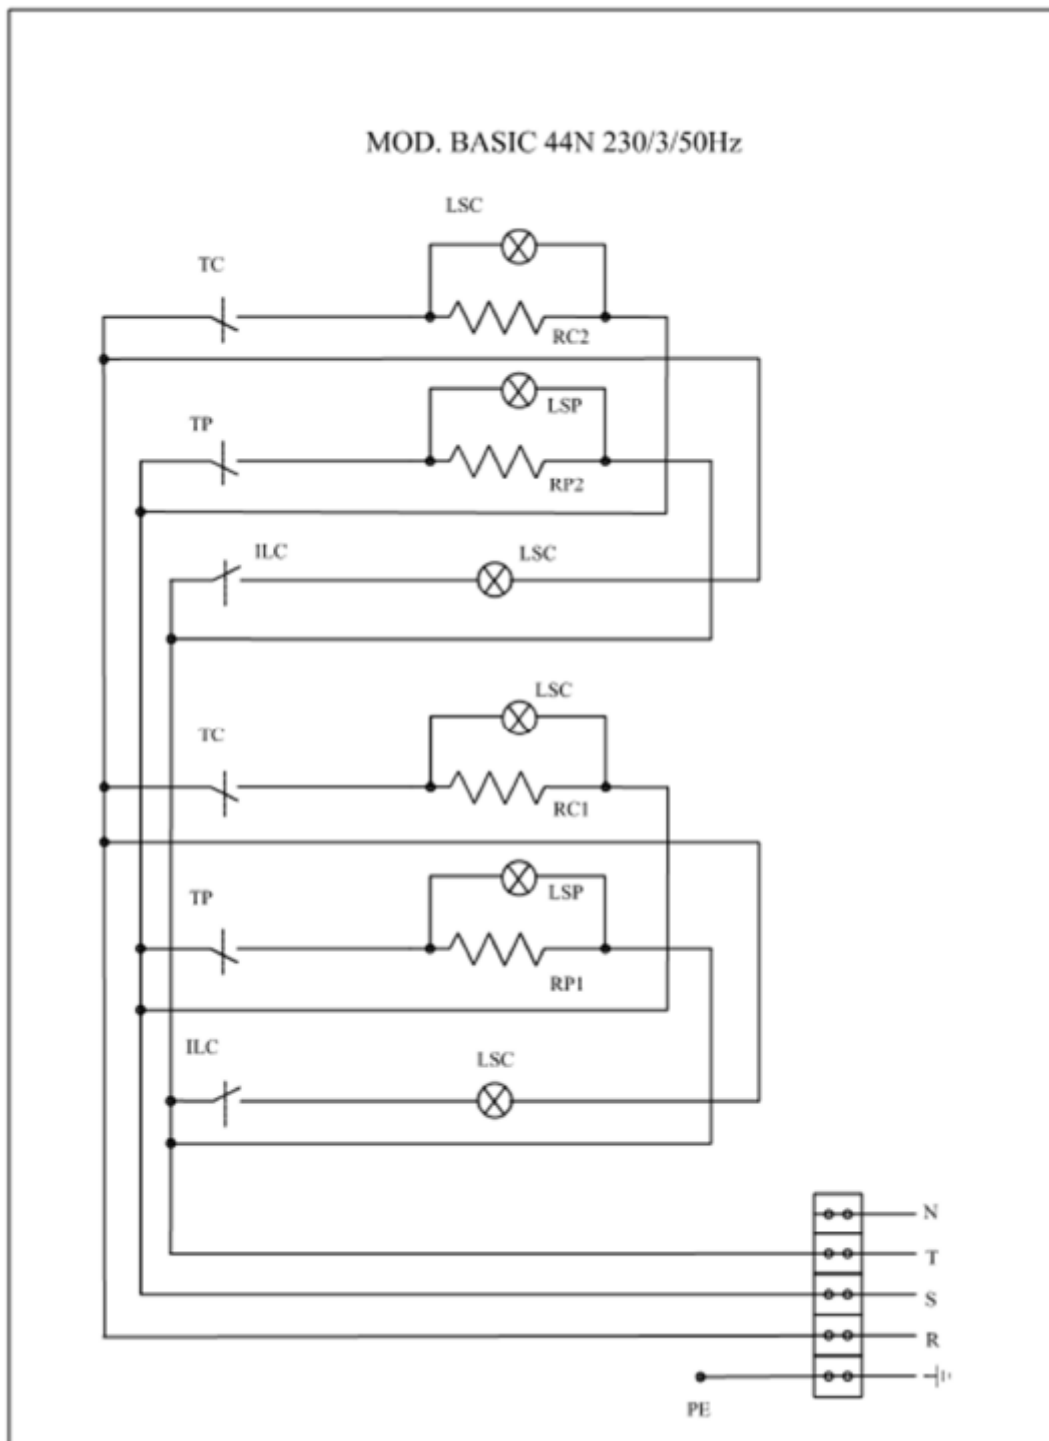 MOD. BASIC 44N 230/3/50Hz
LSC
TC
RC2
LSP
TP
RP2
ILC
LSC
LSC
TC
RC1
LSP
TP
RP1
ILC
LSC
N
T
S
R
PE